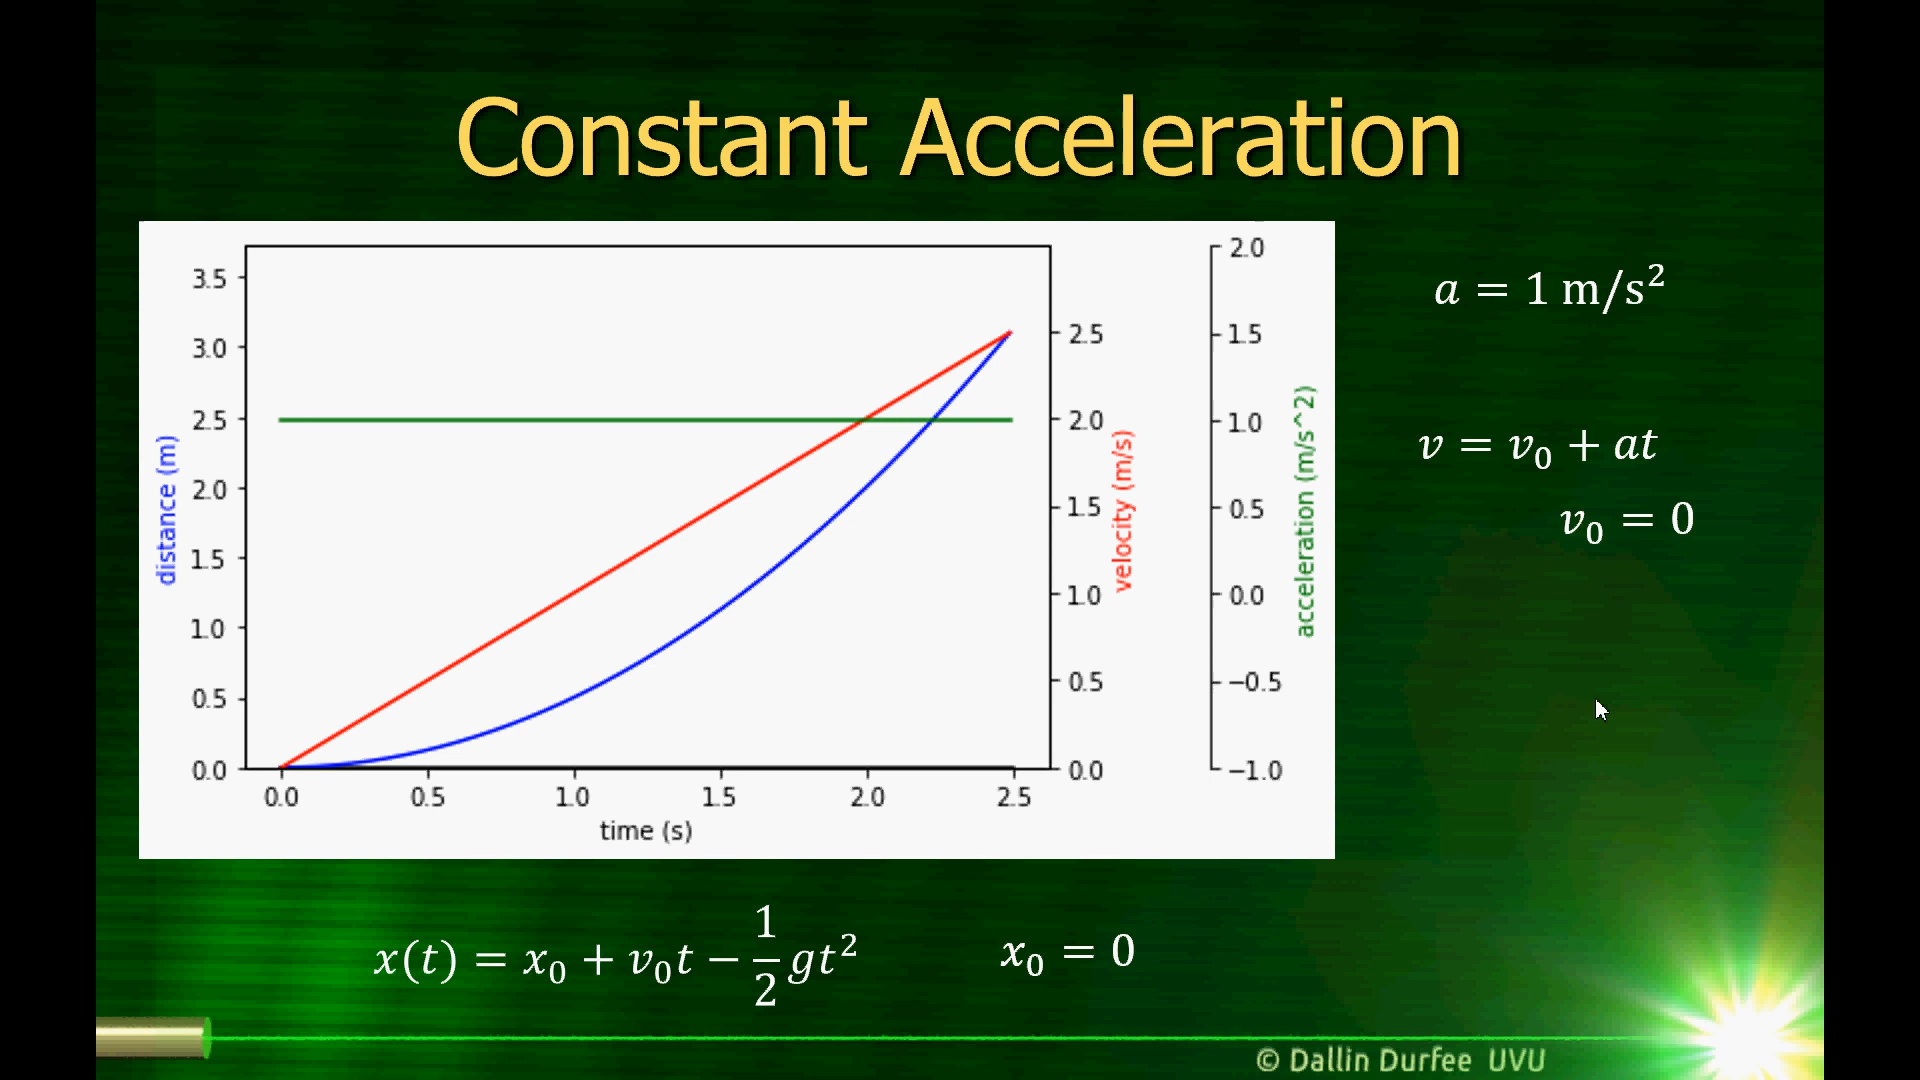 Constant Acceleration
3.5
3.0
2.5
2.0
1.5
1.0
0.5
0.0
distance (m)
0.0 0.5 1.0 1.5 2.0 2.5
time (s)
2.5
2.0
1.5
1.0
0.5
0.0
velocity (m/s)
2.0
1.5
1.0
0.5
0.0
−0.5
−1.0
acceleration (m/s^2)
a = 1 m/s²
v = v₀ + at
v₀ = 0
x(t) = x₀ + v₀t − 1/2 gt²
x₀ = 0
© Dallin Durfee UVU